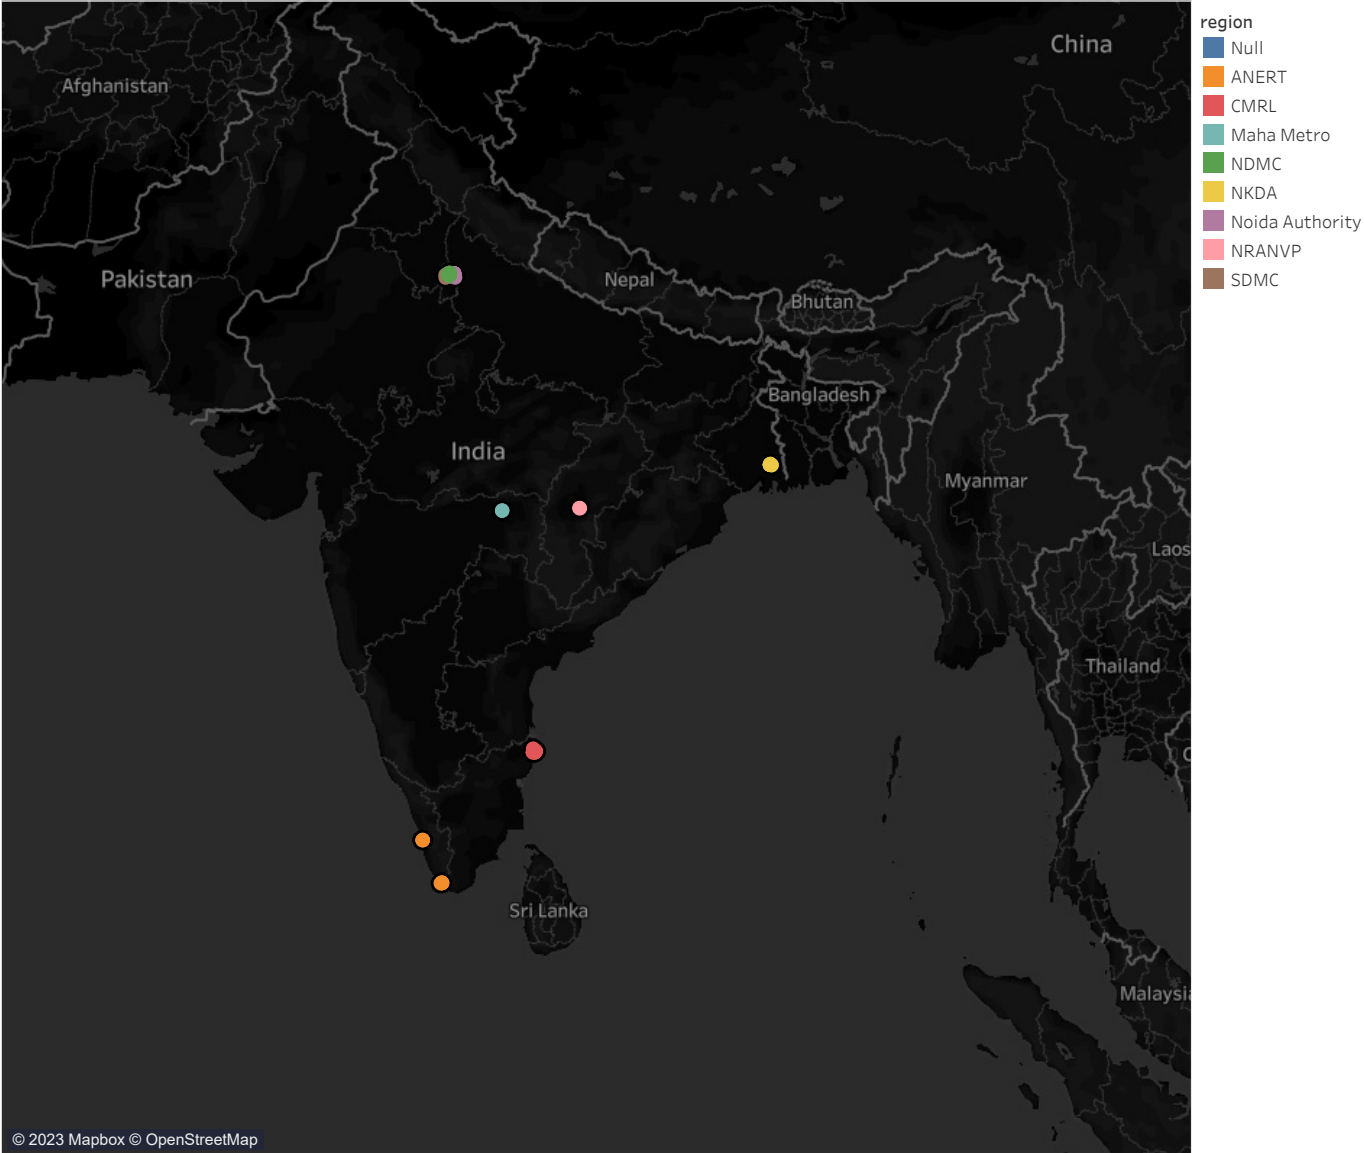 China
Afghanistan
Pakistan
Nepal
Bhutan
Bangladesh
India
Myanmar
Laos
Thailand
C
Sri Lanka
Malaysia
© 2023 Mapbox © OpenStreetMap
region
Null
ANERT
CMRL
Maha Metro
NDMC
NKDA
Noida Authority
NRANVP
SDMC